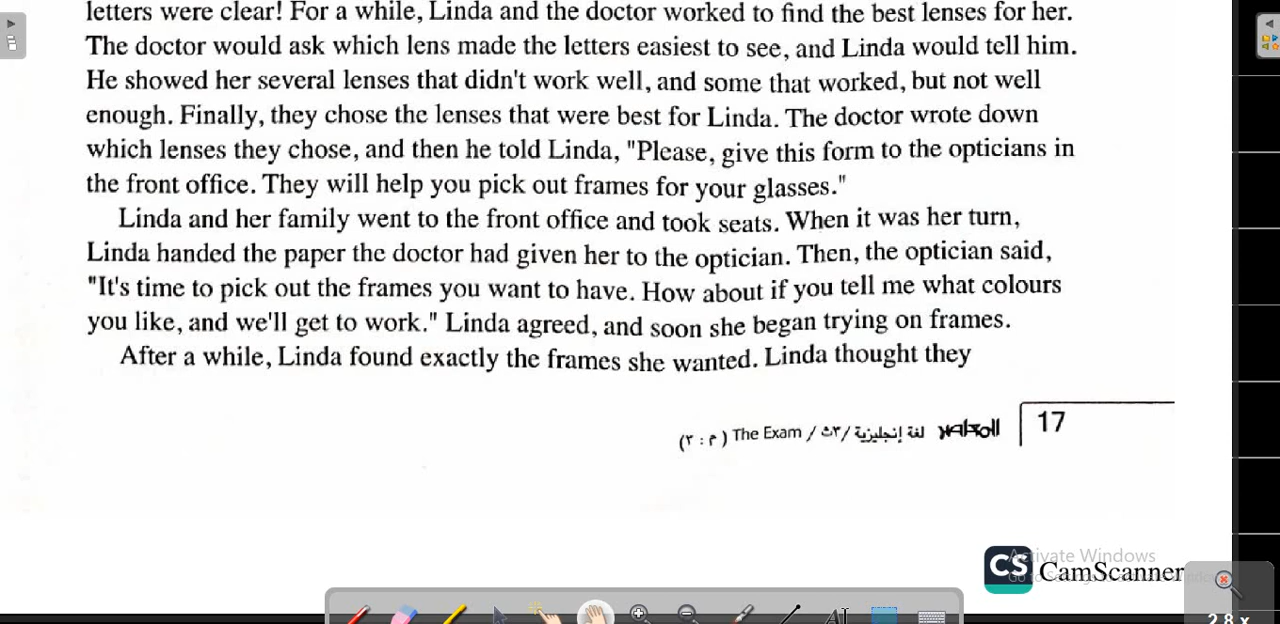 letters were clear! For a while, Linda and the doctor worked to find the best lenses for her.
The doctor would ask which lens made the letters easiest to see, and Linda would tell him.
He showed her several lenses that didn't work well, and some that worked, but not well
enough. Finally, they chose the lenses that were best for Linda. The doctor wrote down
which lenses they chose, and then he told Linda, "Please, give this form to the opticians in
the front office. They will help you pick out frames for your glasses."
Linda and her family went to the front office and took seats. When it was her turn,
Linda handed the paper the doctor had given her to the optician. Then, the optician said,
"It's time to pick out the frames you want to have. How about if you tell me what colours
you like, and we'll get to work." Linda agreed, and soon she began trying on frames.
After a while, Linda found exactly the frames she wanted. Linda thought they
المعاصر لغة إنجليزية /٣ث / The Exam (م : ٢)
17
Activate Windows
CS CamScanner
2.8 x